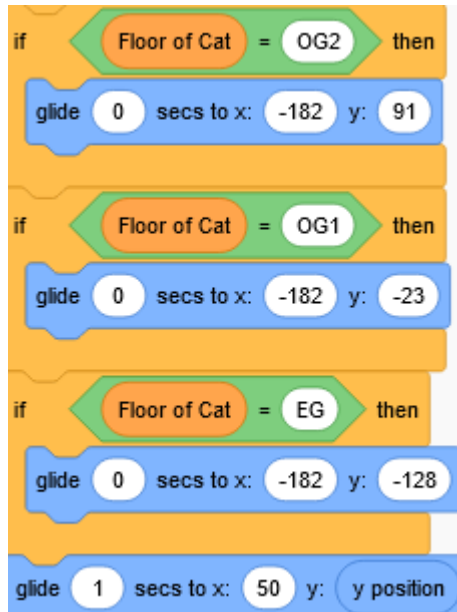 if Floor of Cat = OG2 then
glide 0 secs to x: -182 y: 91
if Floor of Cat = OG1 then
glide 0 secs to x: -182 y: -23
if Floor of Cat = EG then
glide 0 secs to x: -182 y: -128
glide 1 secs to x: 50 y: y position